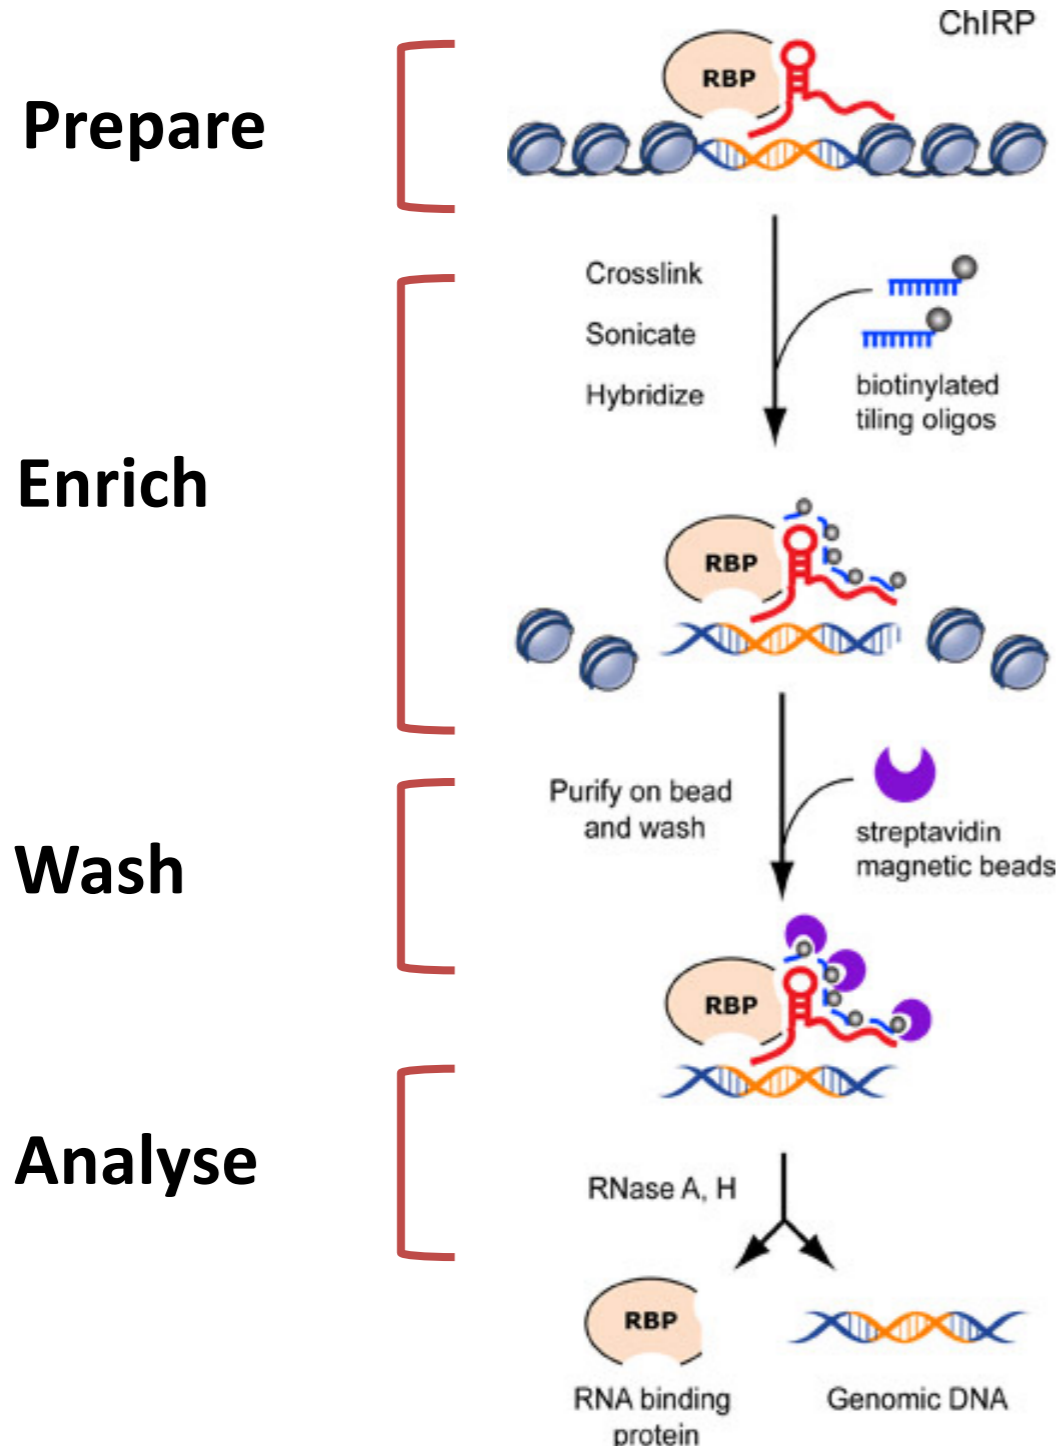 ChIRP
Prepare
RBP
Crosslink
Sonicate
Hybridize
biotinylated
tiling oligos
Enrich
RBP
Purify on bead
and wash
streptavidin
magnetic beads
Wash
RBP
Analyse
RNase A, H
RBP
RNA binding
protein
Genomic DNA